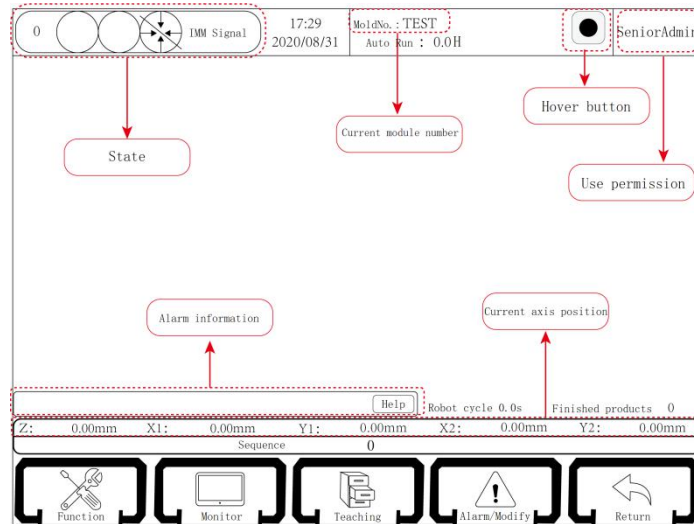 0 IMM Signal
17:29
2020/08/31
MoldNo.:TEST
Auto Run : 0.0H
SeniorAdmin
State
Current module number
Hover button
Use permission
Alarm information
Current axis position
Help
Robot cycle 0.0s Finished products 0
Z: 0.00mm X1: 0.00mm Y1: 0.00mm X2: 0.00mm Y2: 0.00mm
Sequence 0
Function Monitor Teaching Alarm/Modify Return